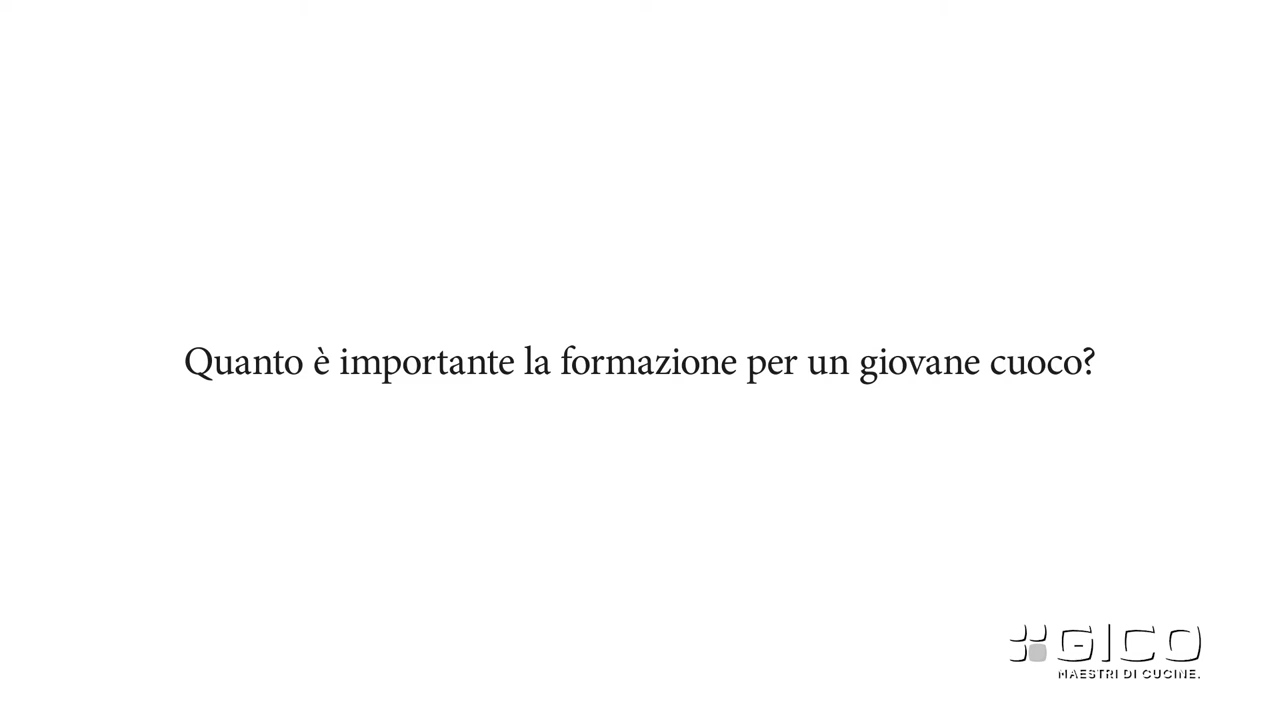 Quanto è importante la formazione per un giovane cuoco?
GICO
MAESTRI DI CUCINE.